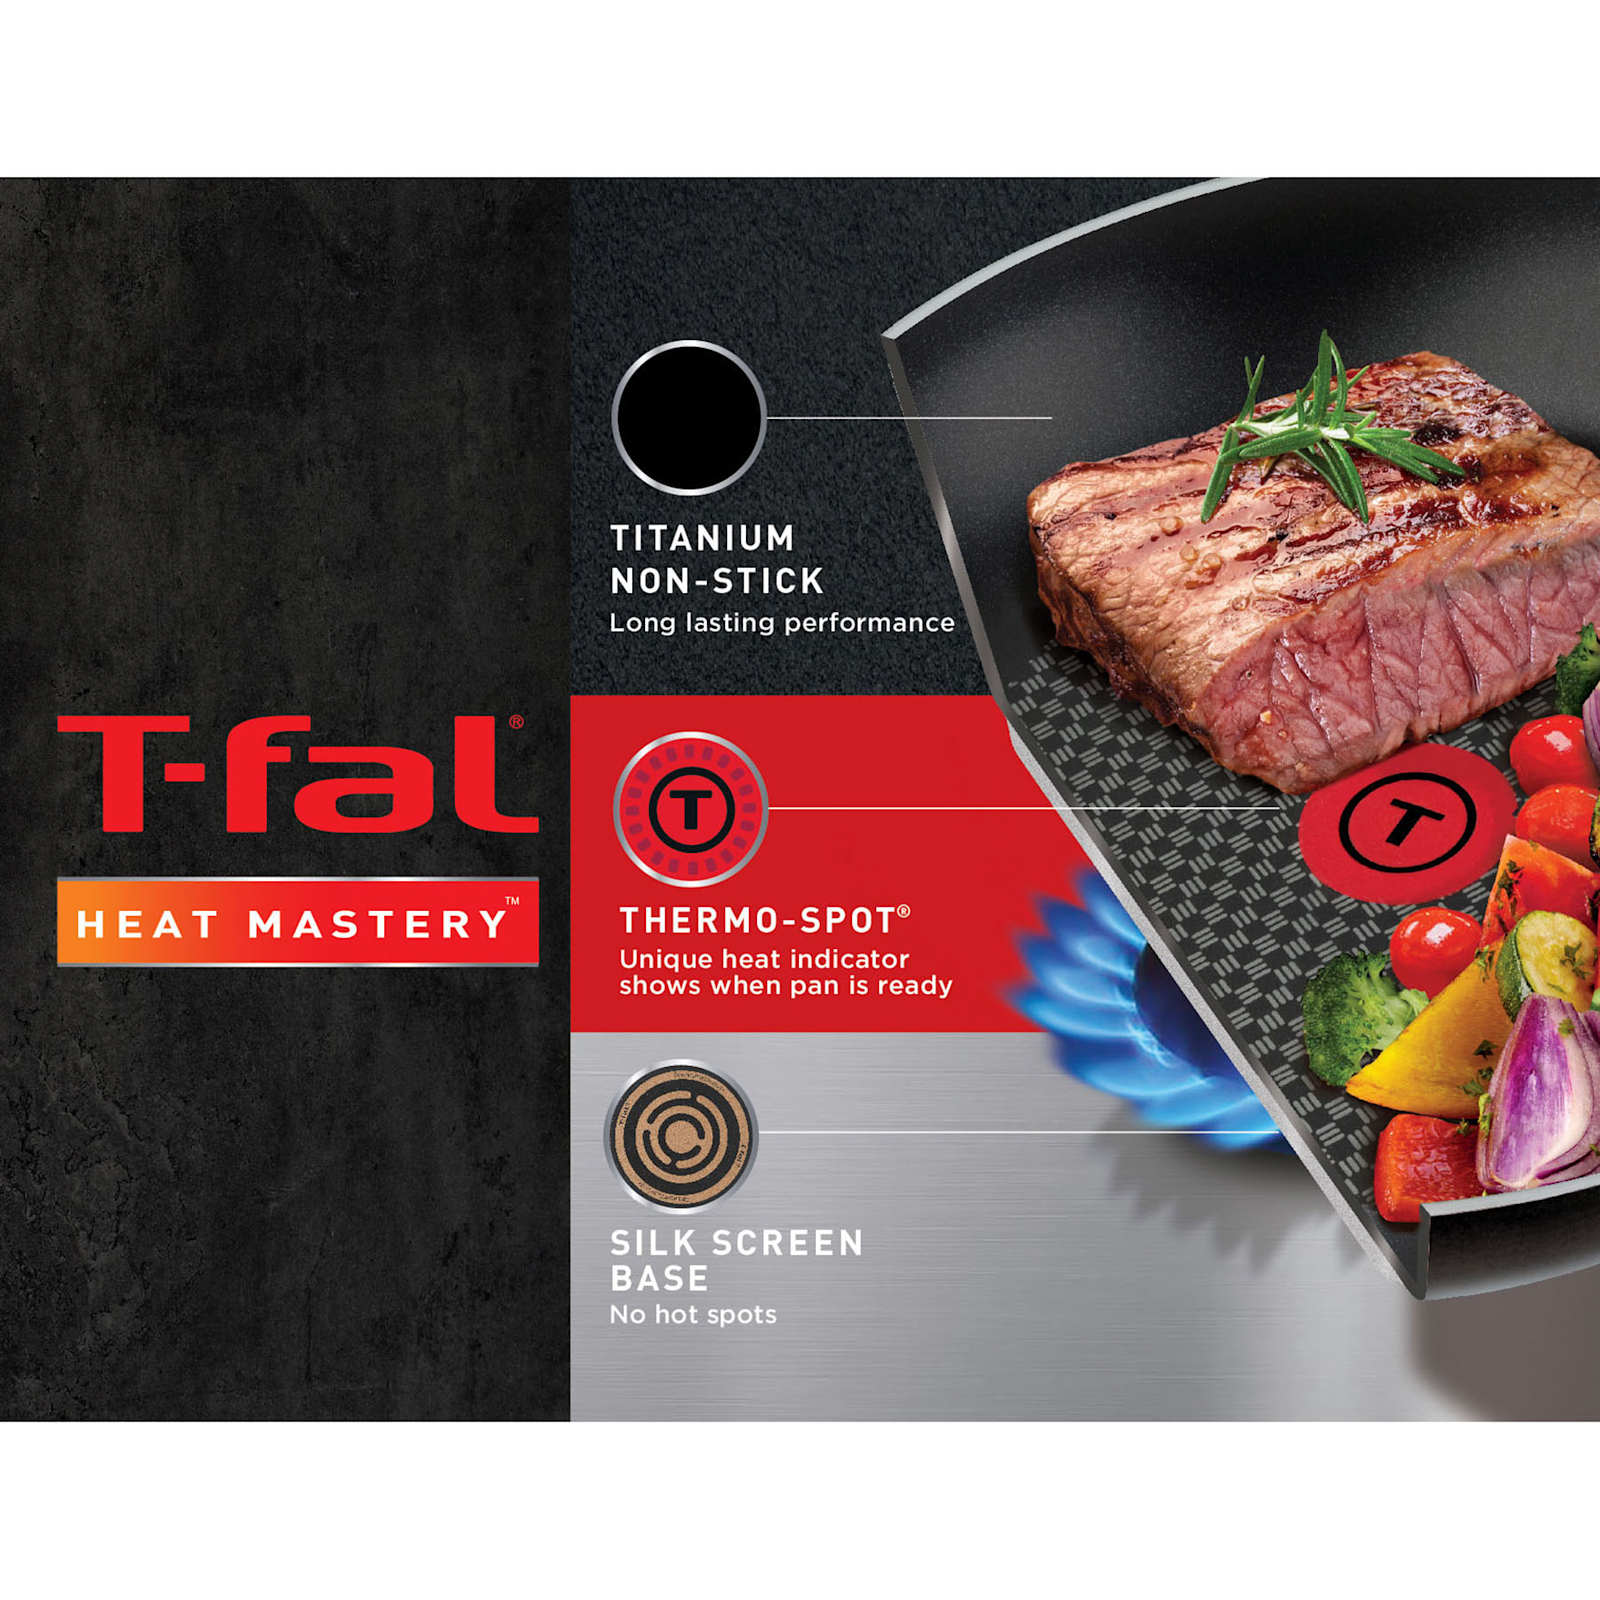 T-fal®
HEAT MASTERY™
TITANIUM
NON-STICK
Long lasting performance
T
THERMO-SPOT®
Unique heat indicator
shows when pan is ready
T
SILK SCREEN
BASE
No hot spots